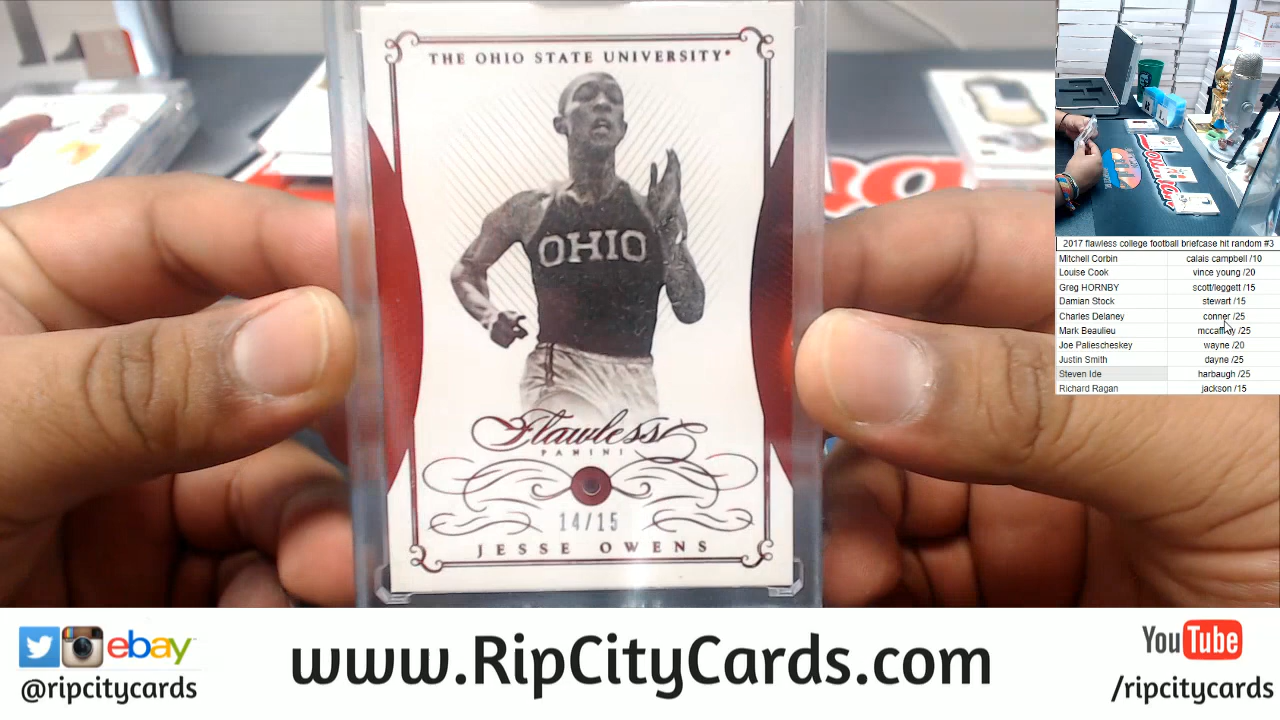 THE OHIO STATE UNIVERSITY
OHIO
Flawless
PANINI
14/15
JESSE OWENS
2017 flawless college football briefcase hit random #3
Mitchell Corbin calais campbell /10
Louise Cook vince young /20
Greg HORNBY scott/leggett /15
Damian Stock stewart /15
Charles Delaney conner /25
Mark Beaulieu /25
Joe Paliescheskey wayne /20
Justin Smith dayne /25
Steven Ide harbaugh /25
Richard Ragan jackson /15
ebay
@ripcitycards
www.RipCityCards.com
YouTube
/ripcitycards